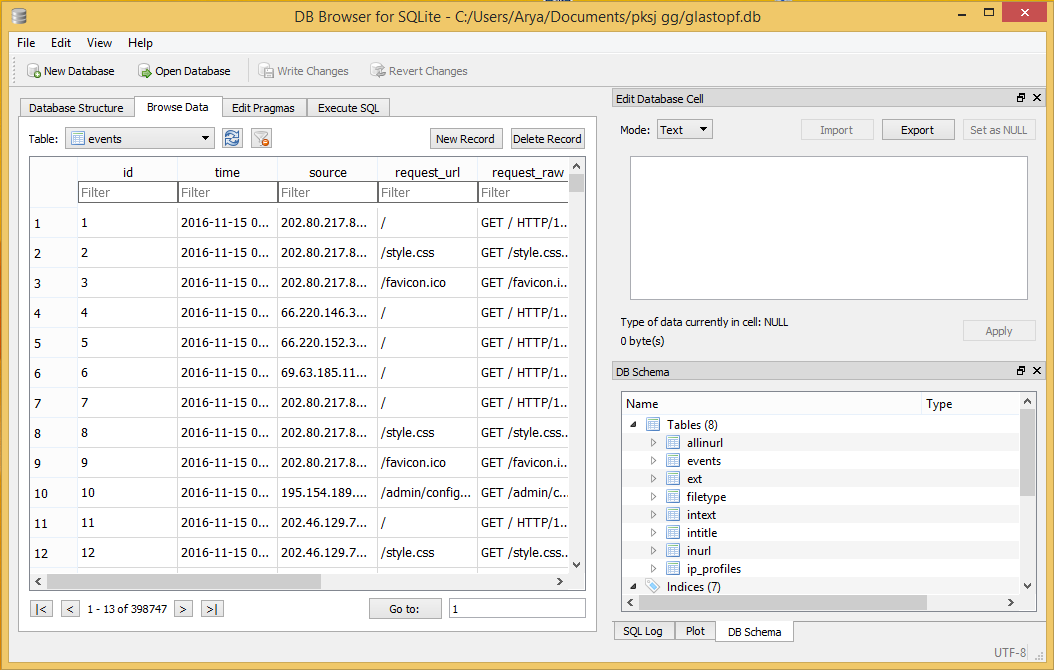 DB Browser for SQLite - C:/Users/Arya/Documents/pksj gg/glastopf.db
File Edit View Help
New Database Open Database Write Changes Revert Changes
Database Structure Browse Data Edit Pragmas Execute SQL
Table: events New Record Delete Record
id time source request_url request_raw
Filter Filter Filter Filter Filter
1 1 2016-11-15 0... 202.80.217.8... / GET / HTTP/1...
2 2 2016-11-15 0... 202.80.217.8... /style.css GET /style.css...
3 3 2016-11-15 0... 202.80.217.8... /favicon.ico GET /favicon.i...
4 4 2016-11-15 0... 66.220.146.3... / GET / HTTP/1...
5 5 2016-11-15 0... 66.220.152.3... / GET / HTTP/1...
6 6 2016-11-15 0... 69.63.185.11... / GET / HTTP/1...
7 7 2016-11-15 0... 202.80.217.8... / GET / HTTP/1...
8 8 2016-11-15 0... 202.80.217.8... /style.css GET /style.css...
9 9 2016-11-15 0... 202.80.217.8... /favicon.ico GET /favicon.i...
10 10 2016-11-15 0... 195.154.189.... /admin/config... GET /admin/c...
11 11 2016-11-15 0... 202.46.129.7... / GET / HTTP/1...
12 12 2016-11-15 0... 202.46.129.7... /style.css GET /style.css...
|< < 1 - 13 of 398747 > >| Go to: 1
Edit Database Cell
Mode: Text Import Export Set as NULL
Type of data currently in cell: NULL
0 byte(s)
Apply
DB Schema
Name Type
Tables (8)
allinurl
events
ext
filetype
intext
intitle
inurl
ip_profiles
Indices (7)
SQL Log Plot DB Schema
UTF-8